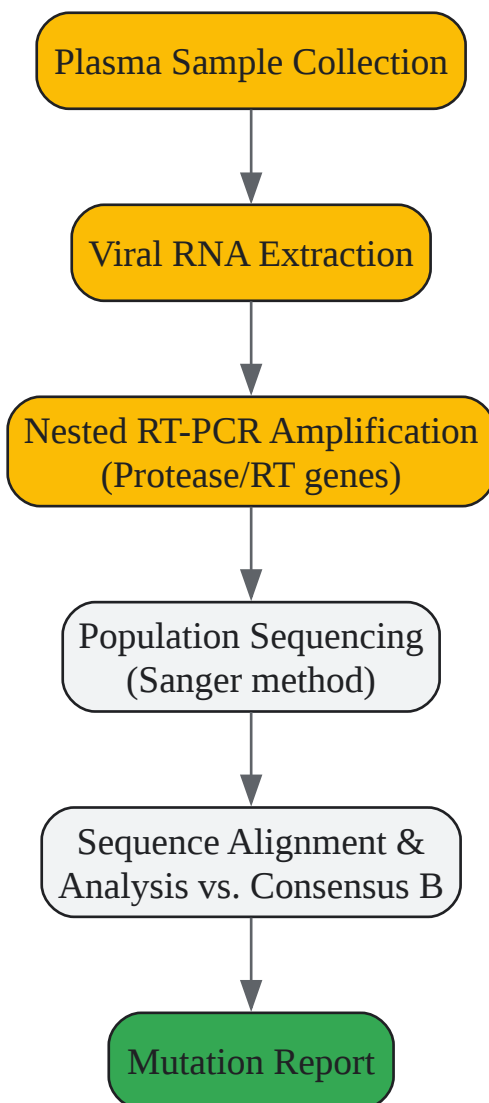 Plasma Sample Collection
Viral RNA Extraction
Nested RT-PCR Amplification
(Protease/RT genes)
Population Sequencing
(Sanger method)
Sequence Alignment &
Analysis vs. Consensus B
Mutation Report